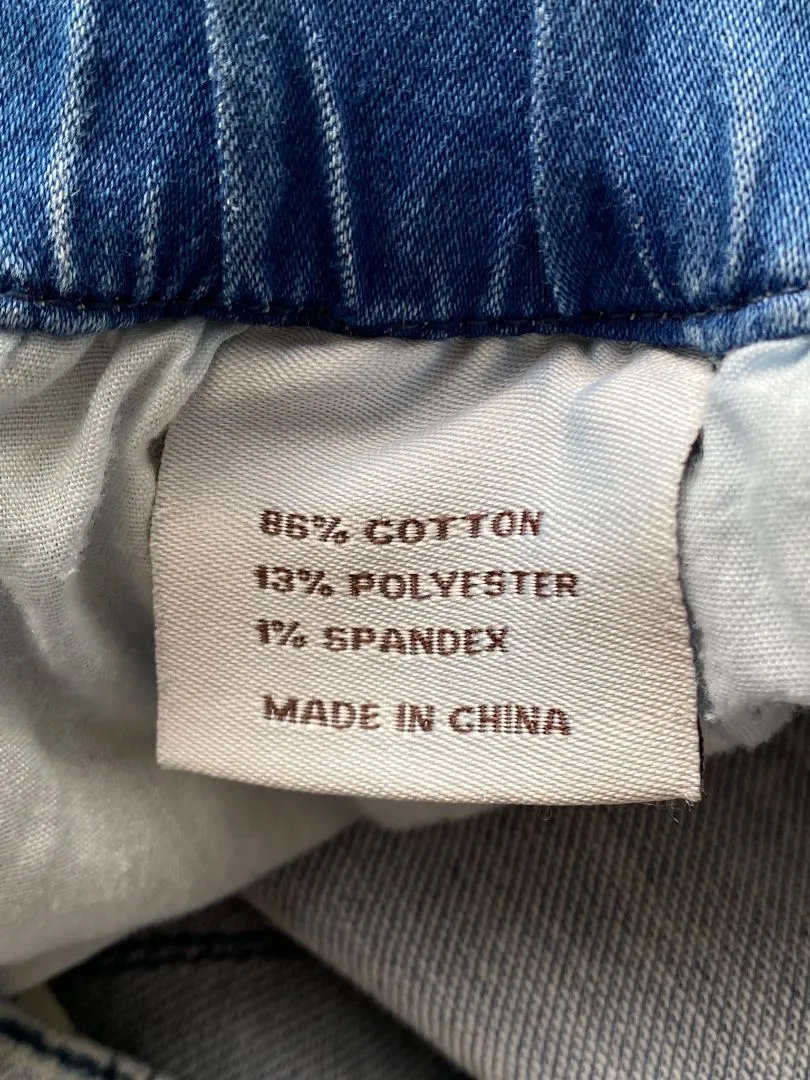 86% COTTON
13% POLYESTER
1% SPANDEX
MADE IN CHINA